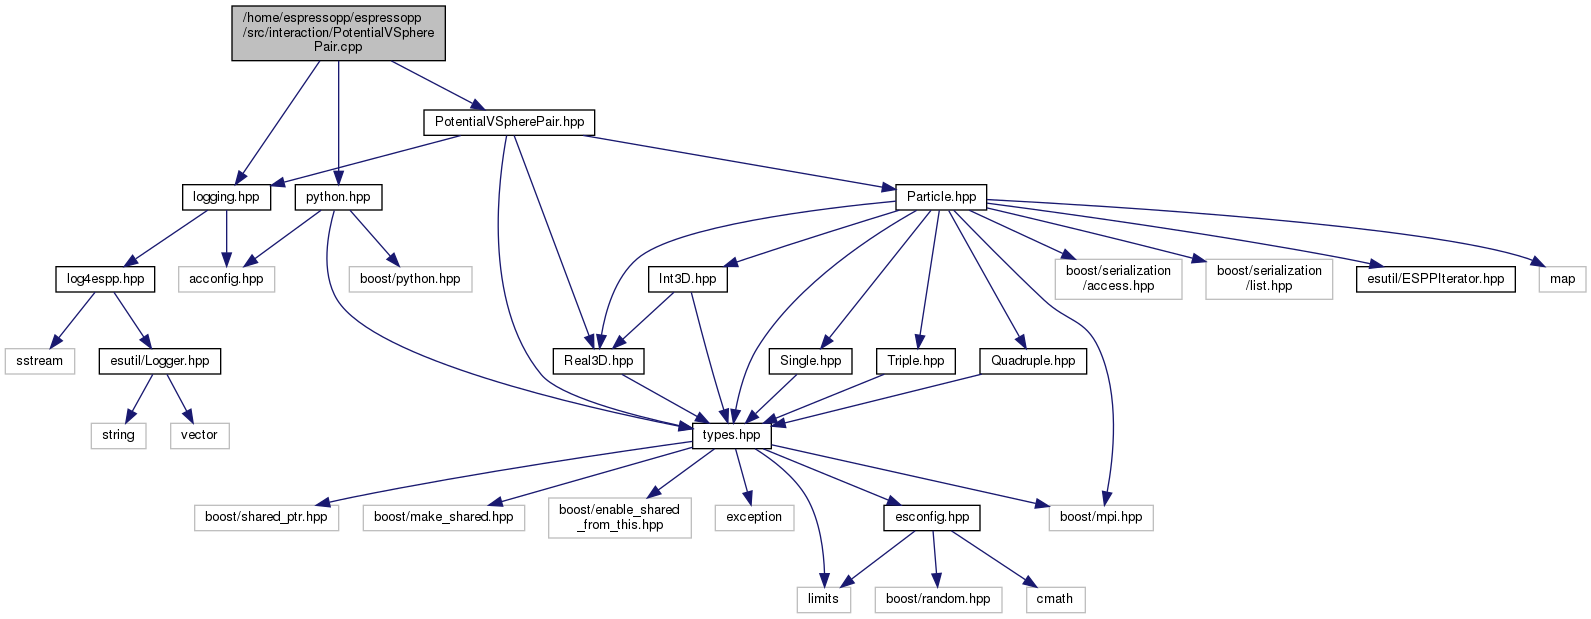 /home/espressopp/espressopp
/src/interaction/PotentialVSphere
Pair.cpp
PotentialVSpherePair.hpp
logging.hpp
python.hpp
Particle.hpp
log4espp.hpp
acconfig.hpp
boost/python.hpp
Int3D.hpp
boost/serialization
/access.hpp
boost/serialization
/list.hpp
esutil/ESPPIterator.hpp
map
sstream
esutil/Logger.hpp
Real3D.hpp
Single.hpp
Triple.hpp
Quadruple.hpp
string
vector
types.hpp
boost/shared_ptr.hpp
boost/make_shared.hpp
boost/enable_shared
_from_this.hpp
exception
esconfig.hpp
boost/mpi.hpp
limits
boost/random.hpp
cmath